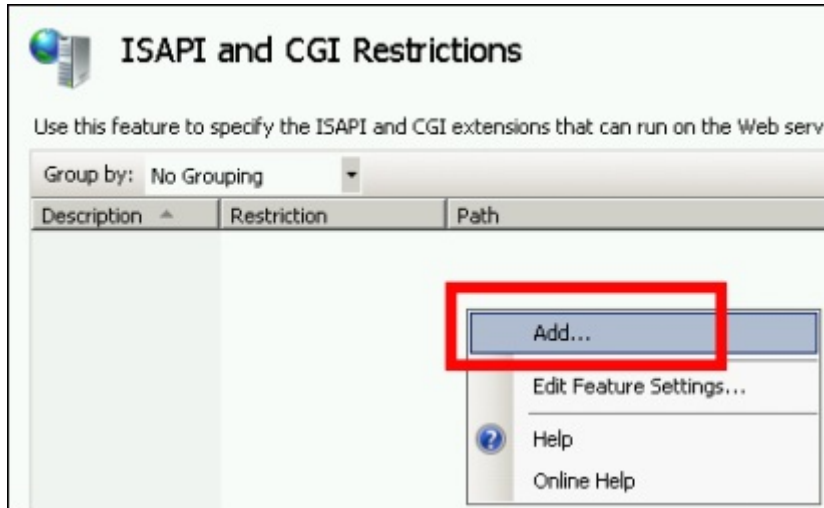 ISAPI and CGI Restrictions
Use this feature to specify the ISAPI and CGI extensions that can run on the Web serv
Group by: No Grouping
Description Restriction Path
Add...
Edit Feature Settings...
Help
Online Help